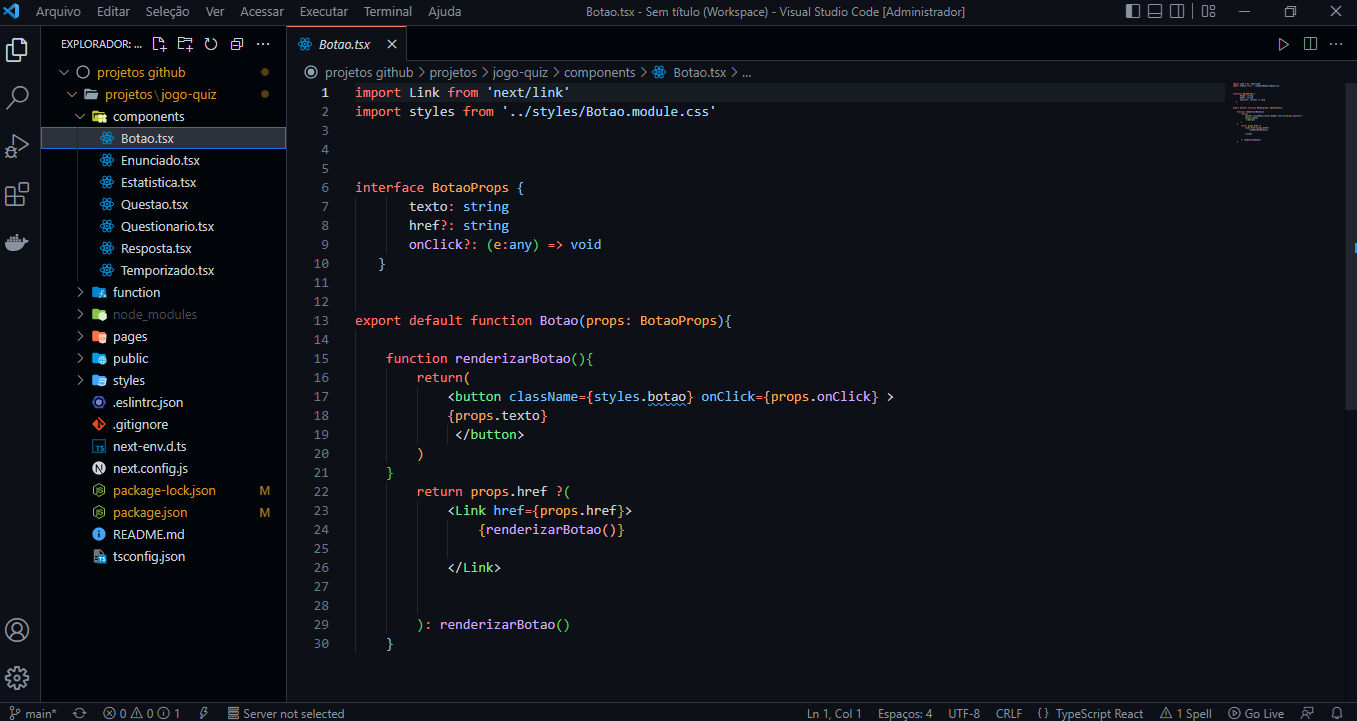 Arquivo Editar Seleção Ver Acessar Executar Terminal Ajuda Botao.tsx - Sem título (Workspace) - Visual Studio Code [Administrador]
EXPLORADOR: ...
projetos github
projetos\jogo-quiz
components
Botao.tsx
Enunciado.tsx
Estatistica.tsx
Questao.tsx
Questionario.tsx
Resposta.tsx
Temporizado.tsx
function
node_modules
pages
public
styles
.eslintrc.json
.gitignore
next-env.d.ts
next.config.js
package-lock.json M
package.json M
README.md
tsconfig.json
Botao.tsx
projetos github > projetos > jogo-quiz > components > Botao.tsx > ...
1 import Link from 'next/link'
2 import styles from '../styles/Botao.module.css'
3
4
5
6 interface BotaoProps {
7 texto: string
8 href?: string
9 onClick?: (e:any) => void
10 }
11
12
13 export default function Botao(props: BotaoProps){
14
15 function renderizarBotao(){
16 return(
17 <button className={styles.botao} onClick={props.onClick} >
18 {props.texto}
19 </button>
20 )
21 }
22 return props.href ?(
23 <Link href={props.href}>
24 {renderizarBotao()}
25
26 </Link>
27
28
29 ): renderizarBotao()
30 }
main* 0 0 1 Server not selected Ln 1, Col 1 Espaços: 4 UTF-8 CRLF { } TypeScript React 1 Spell Go Live